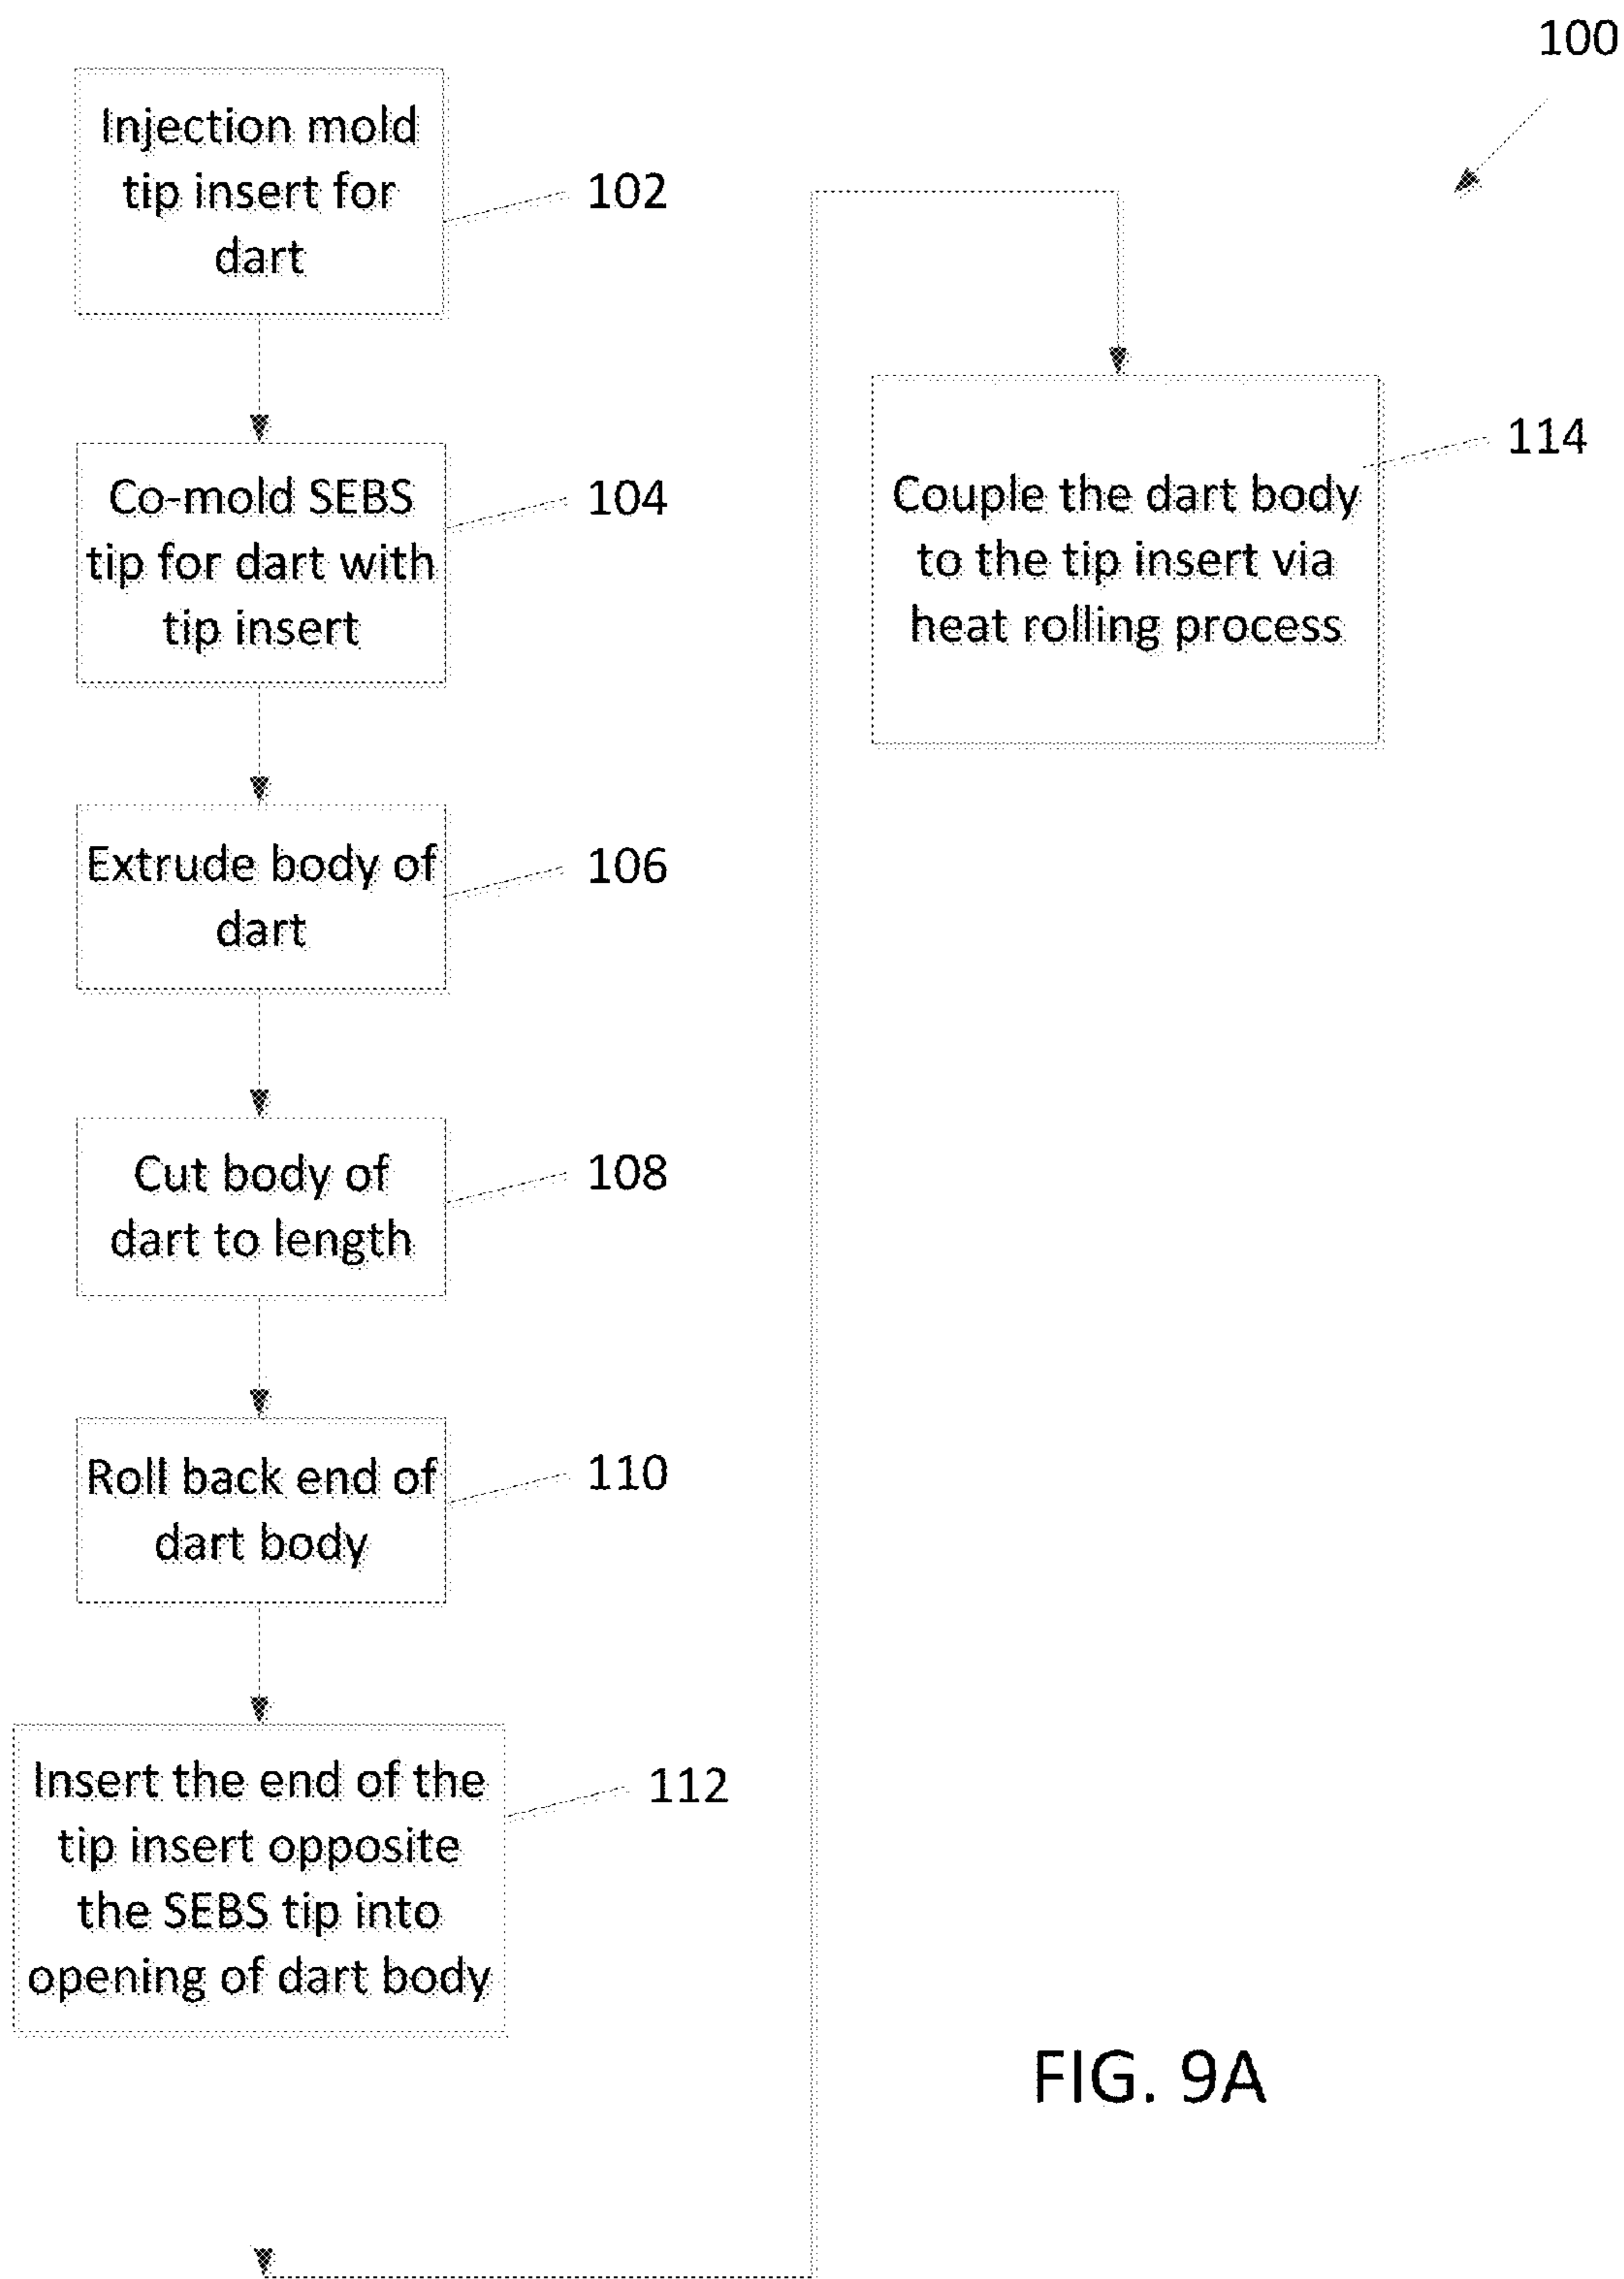 100
Injection mold
tip insert for
dart
102
Co-mold SEBS
tip for dart with
tip insert
104
Extrude body of
dart
106
Cut body of
dart to length
108
Roll back end of
dart body
110
Insert the end of the
tip insert opposite
the SEBS tip into
opening of dart body
112
Couple the dart body
to the tip insert via
heat rolling process
114
FIG. 9A